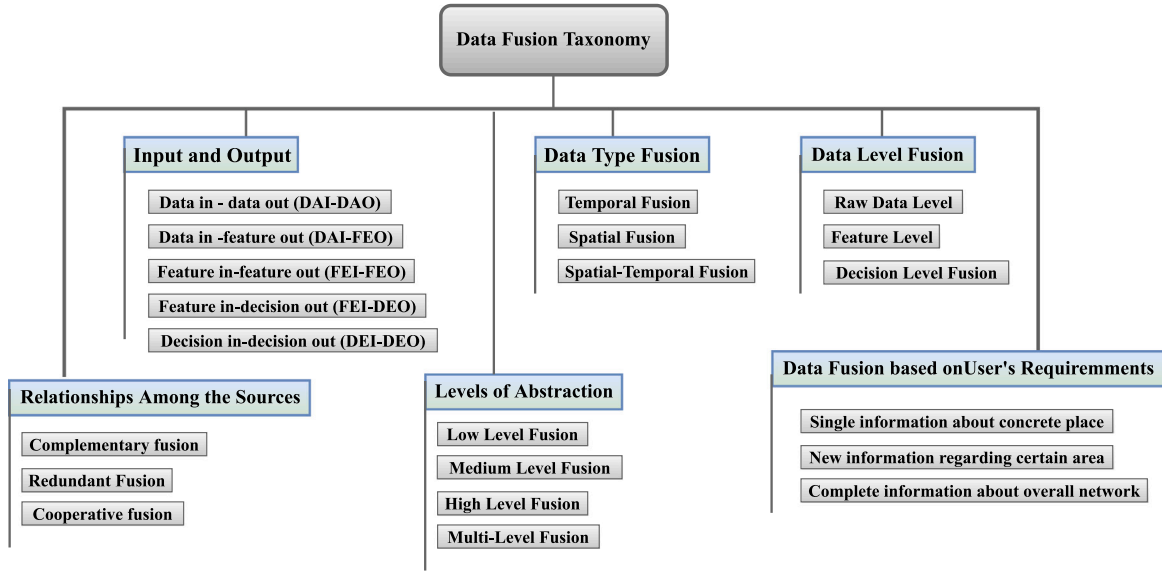 Data Fusion Taxonomy
Input and Output
Data in - data out (DAI-DAO)
Data in -feature out (DAI-FEO)
Feature in-feature out (FEI-FEO)
Feature in-decision out (FEI-DEO)
Decision in-decision out (DEI-DEO)
Data Type Fusion
Temporal Fusion
Spatial Fusion
Spatial-Temporal Fusion
Data Level Fusion
Raw Data Level
Feature Level
Decision Level Fusion
Relationships Among the Sources
Complementary fusion
Redundant Fusion
Cooperative fusion
Levels of Abstraction
Low Level Fusion
Medium Level Fusion
High Level Fusion
Multi-Level Fusion
Data Fusion based onUser's Requiremments
Single information about concrete place
New information regarding certain area
Complete information about overall network